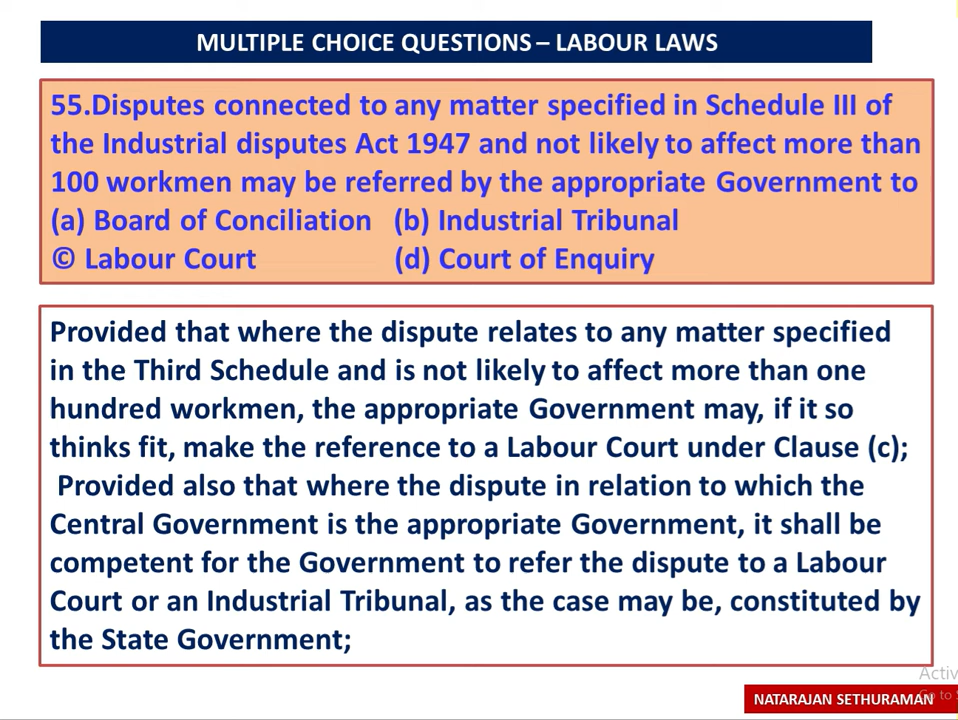 MULTIPLE CHOICE QUESTIONS – LABOUR LAWS
55.Disputes connected to any matter specified in Schedule III of
the Industrial disputes Act 1947 and not likely to affect more than
100 workmen may be referred by the appropriate Government to
(a) Board of Conciliation (b) Industrial Tribunal
© Labour Court (d) Court of Enquiry
Provided that where the dispute relates to any matter specified
in the Third Schedule and is not likely to affect more than one
hundred workmen, the appropriate Government may, if it so
thinks fit, make the reference to a Labour Court under Clause (c);
Provided also that where the dispute in relation to which the
Central Government is the appropriate Government, it shall be
competent for the Government to refer the dispute to a Labour
Court or an Industrial Tribunal, as the case may be, constituted by
the State Government;
Activ
Go to S
NATARAJAN SETHURAMAN